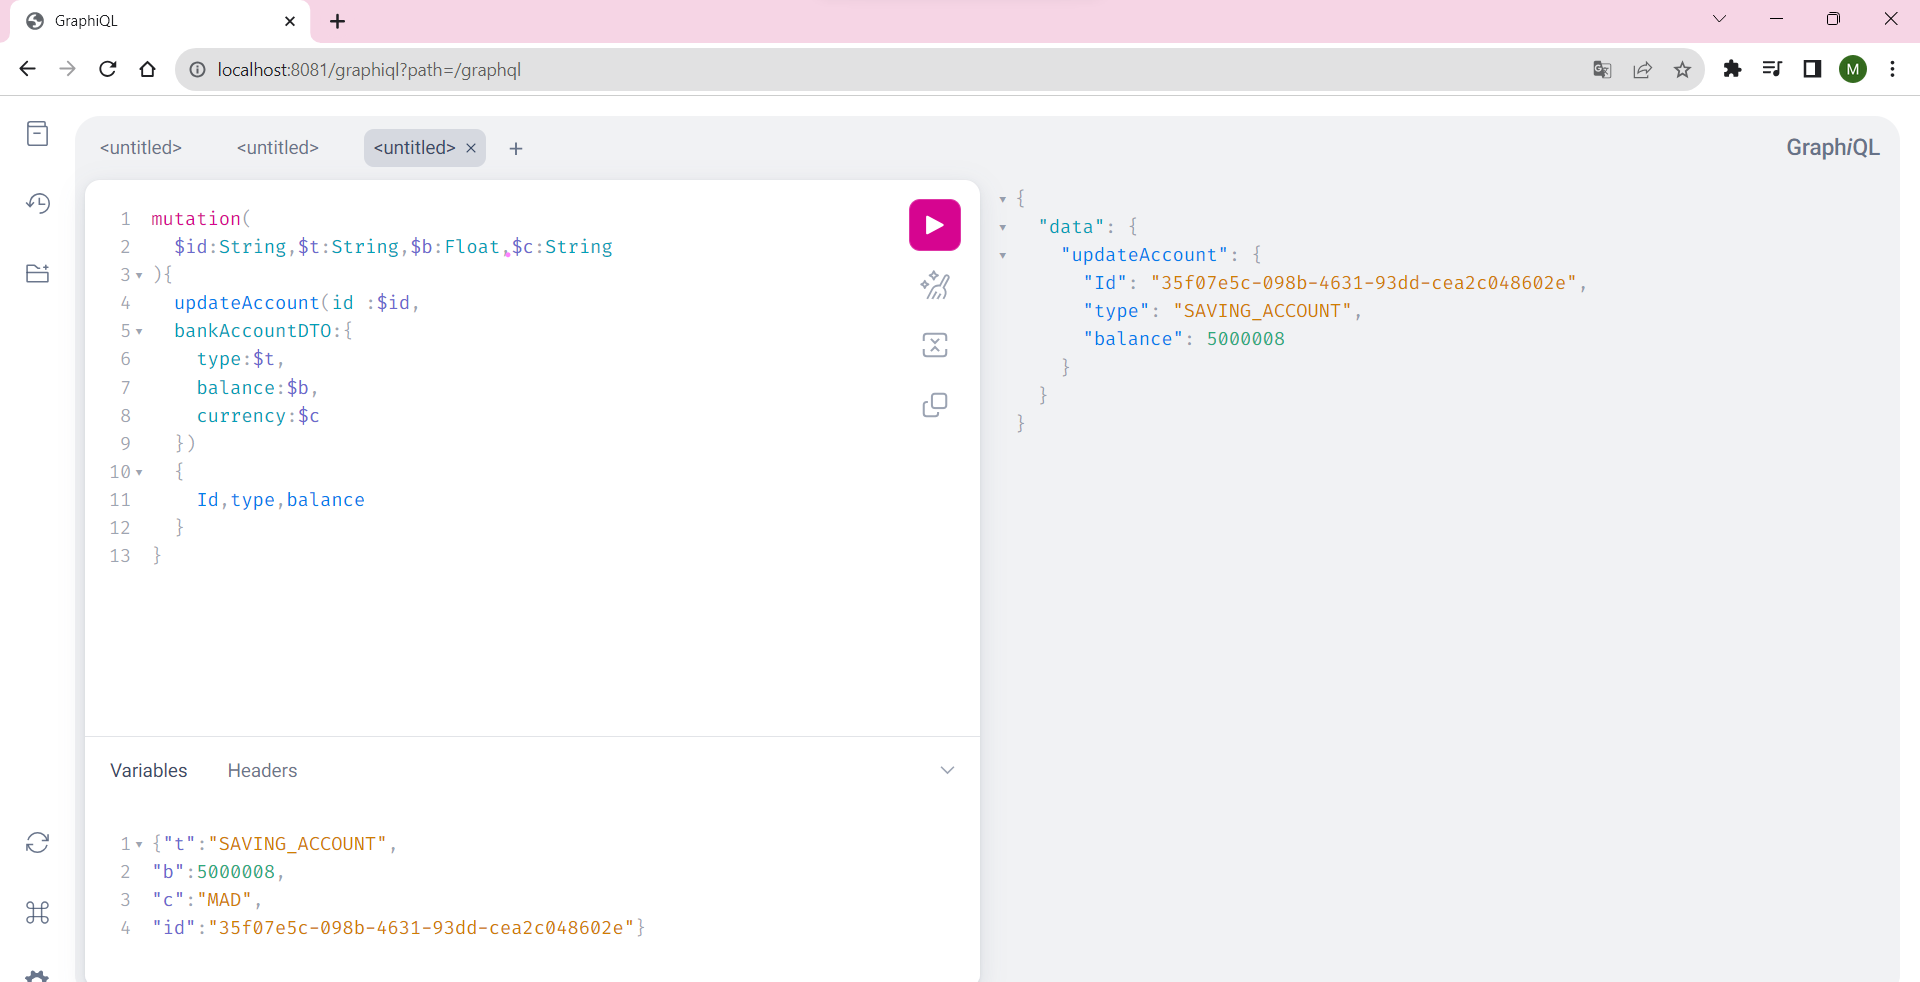 GraphiQL
localhost:8081/graphiql?path=/graphql
M
<untitled>
<untitled>
<untitled>
GraphiQL
1 mutation(
2 $id:String,$t:String,$b:Float,$c:String
3 ){
4 updateAccount(id :$id,
5 bankAccountDTO:{
6 type:$t,
7 balance:$b,
8 currency:$c
9 })
10 {
11 Id,type,balance
12 }
13 }
{
"data": {
"updateAccount": {
"Id": "35f07e5c-098b-4631-93dd-cea2c048602e",
"type": "SAVING_ACCOUNT",
"balance": 5000008
}
}
}
Variables Headers
1 {"t":"SAVING_ACCOUNT",
2 "b":5000008,
3 "c":"MAD",
4 "id":"35f07e5c-098b-4631-93dd-cea2c048602e"}